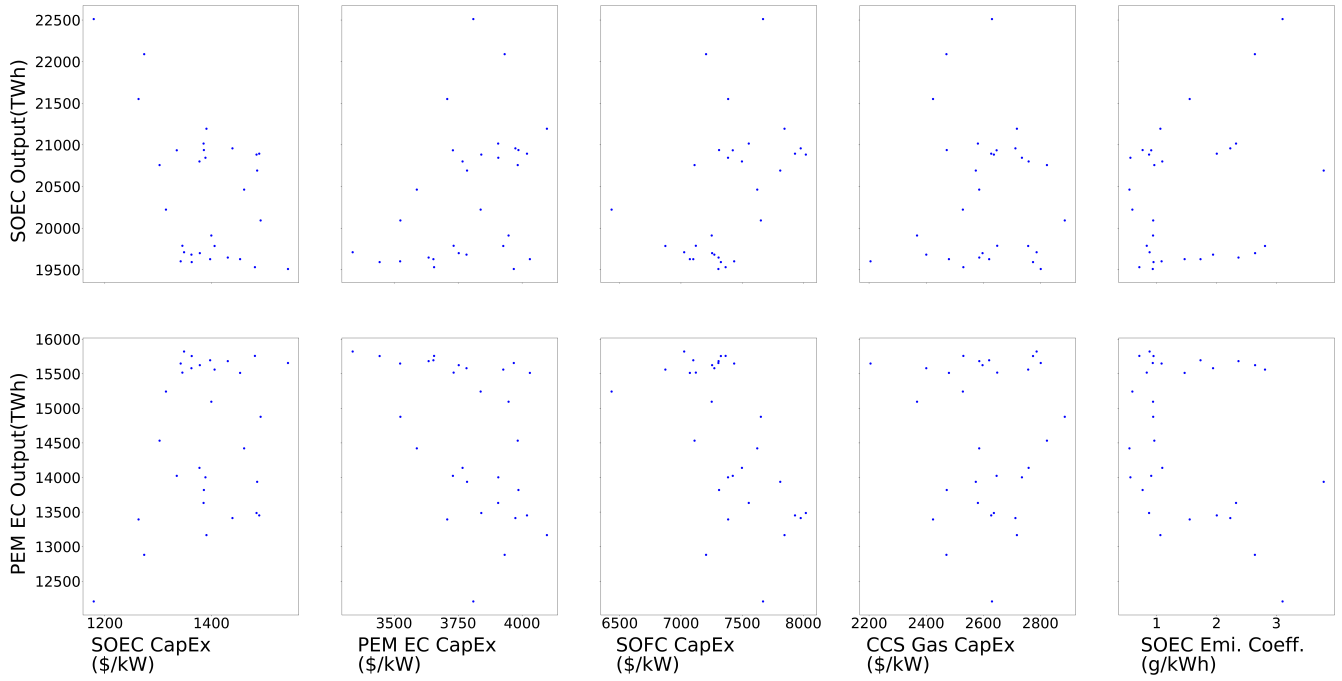 SOEC Output(TWh)
22500
22000
21500
21000
20500
20000
19500
PEM EC Output(TWh)
16000
15500
15000
14500
14000
13500
13000
12500
1200 1400
SOEC CapEx
($/kW)
3500 3750 4000
PEM EC CapEx
($/kW)
6500 7000 7500 8000
SOFC CapEx
($/kW)
2200 2400 2600 2800
CCS Gas CapEx
($/kW)
1 2 3
SOEC Emi. Coeff.
(g/kWh)